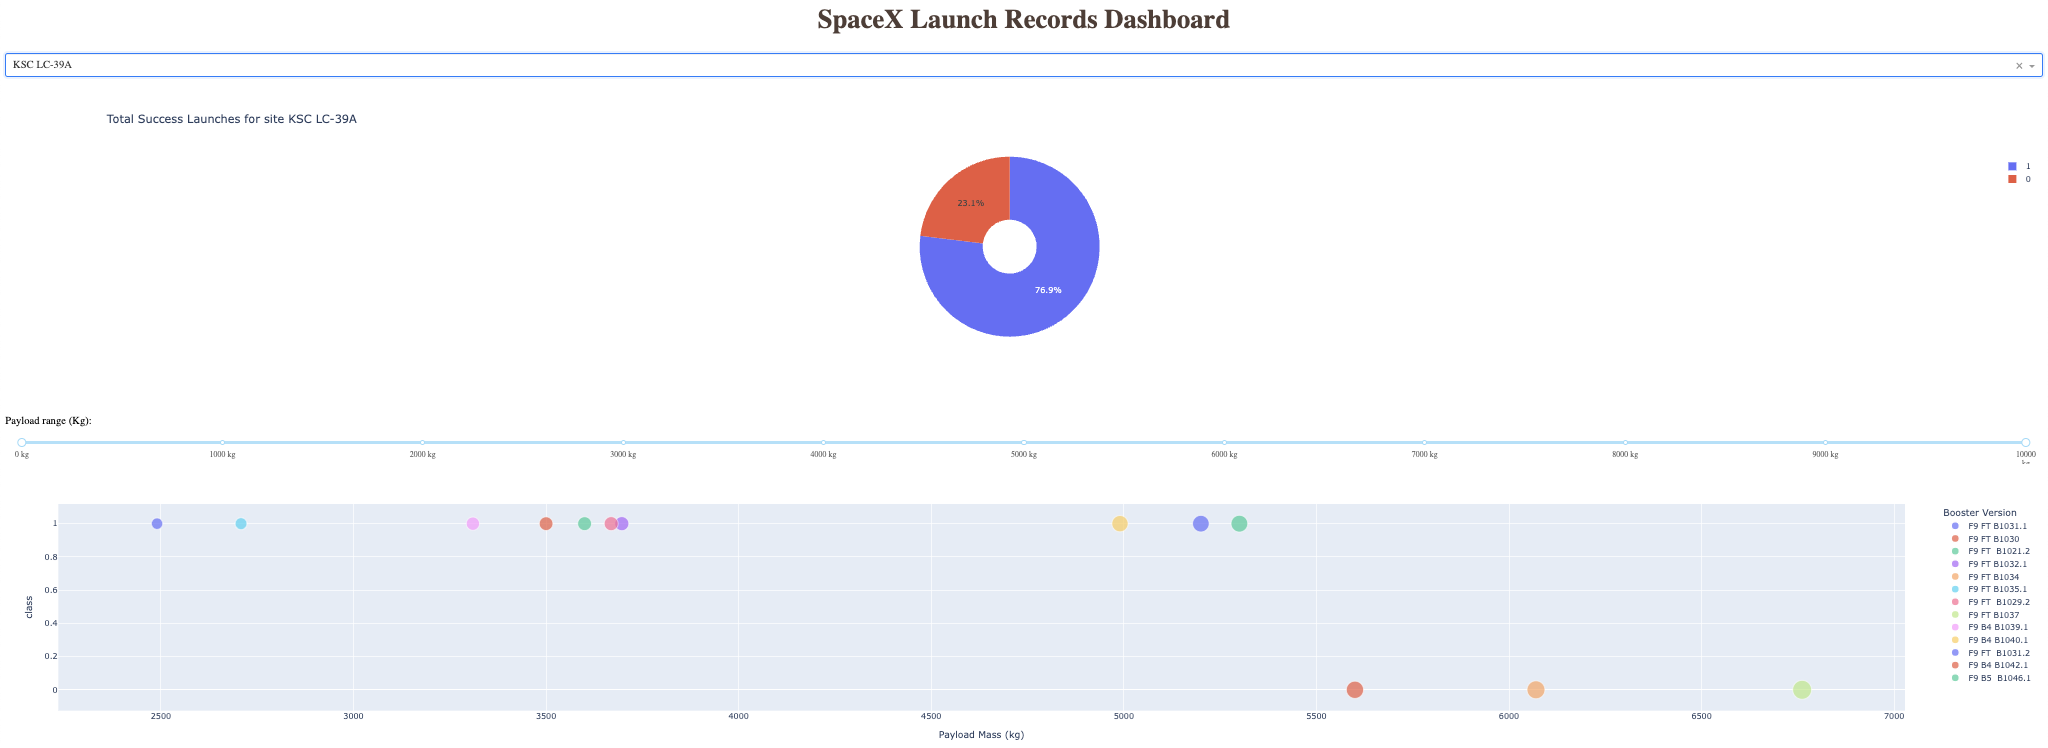 SpaceX Launch Records Dashboard
KSC LC-39A
Total Success Launches for site KSC LC-39A
1
0
23.1%
76.9%
Payload range (Kg):
0 kg 1000 kg 2000 kg 3000 kg 4000 kg 5000 kg 6000 kg 7000 kg 8000 kg 9000 kg 10000
Booster Version
F9 FT B1031.1
F9 FT B1030
F9 FT B1021.2
F9 FT B1032.1
F9 FT B1034
F9 FT B1035.1
F9 FT B1029.2
F9 FT B1037
F9 B4 B1039.1
F9 B4 B1040.1
F9 FT B1031.2
F9 B4 B1042.1
F9 B5 B1046.1
1
0.8
0.6
0.4
0.2
0
class
2500 3000 3500 4000 4500 5000 5500 6000 6500 7000
Payload Mass (kg)